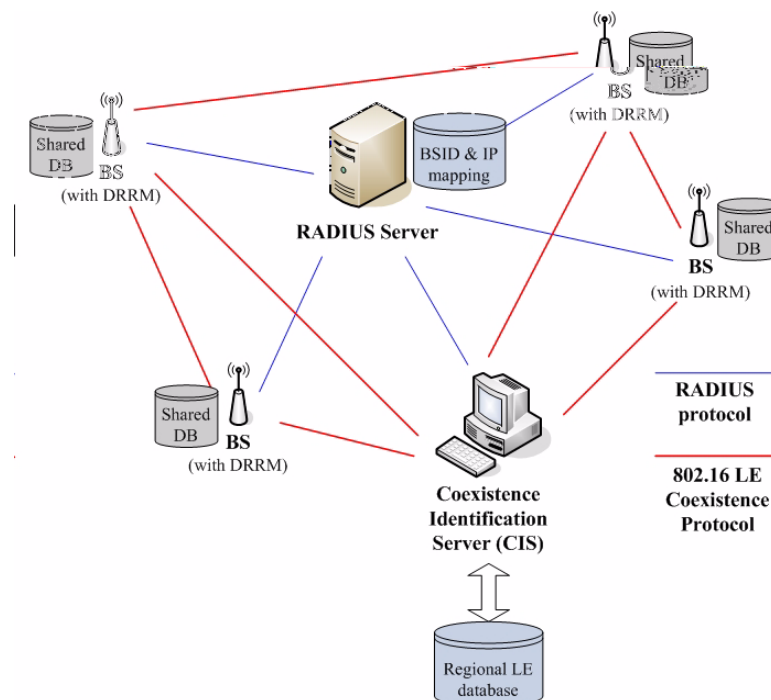 Shared
DB
BS
(with DRRM)
Shared
DB
BS
(with DRRM)
BSID & IP
mapping
RADIUS Server
Shared
DB
BS
(with DRRM)
Shared
DB
BS
(with DRRM)
RADIUS
protocol
802.16 LE
Coexistence
Protocol
Coexistence
Identification
Server (CIS)
Regional LE
database